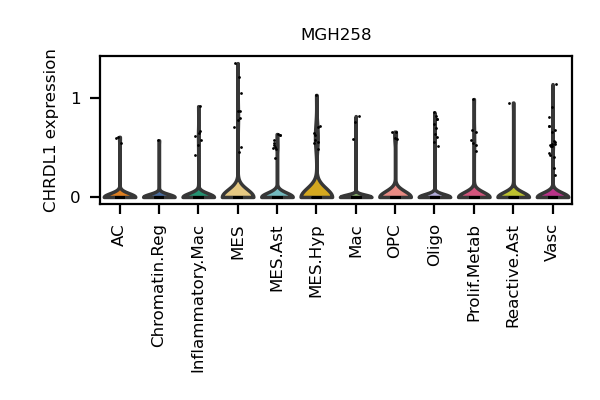 MGH258
CHRDL1 expression
1
0
AC
Chromatin.Reg
Inflammatory.Mac
MES
MES.Ast
MES.Hyp
Mac
OPC
Oligo
Prolif.Metab
Reactive.Ast
Vasc